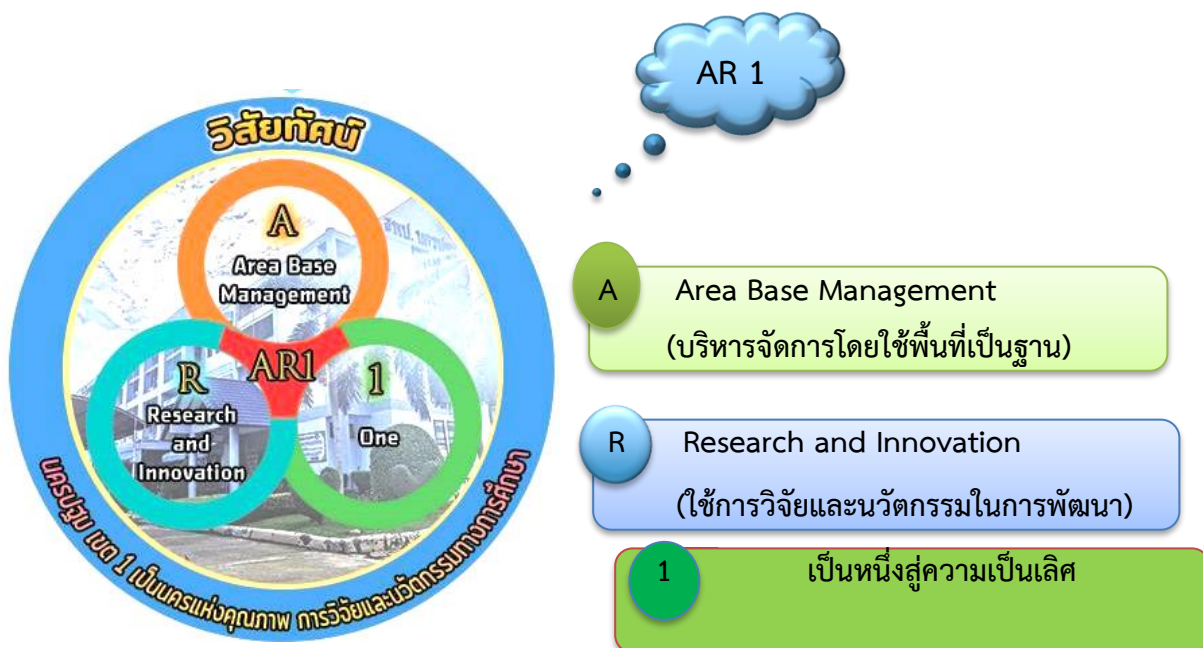 AR 1
วิสัยทัศน์
A
Area Base
Management
AR1
R
Research
and
Innovation
1
One
นครปฐม เขต 1 เป็นนครแห่งคุณภาพ การวิจัยและนวัตกรรมทางการศึกษา
A Area Base Management
(บริหารจัดการโดยใช้พื้นที่เป็นฐาน)
R Research and Innovation
(ใช้การวิจัยและนวัตกรรมในการพัฒนา)
1 เป็นหนึ่งสู่ความเป็นเลิศ